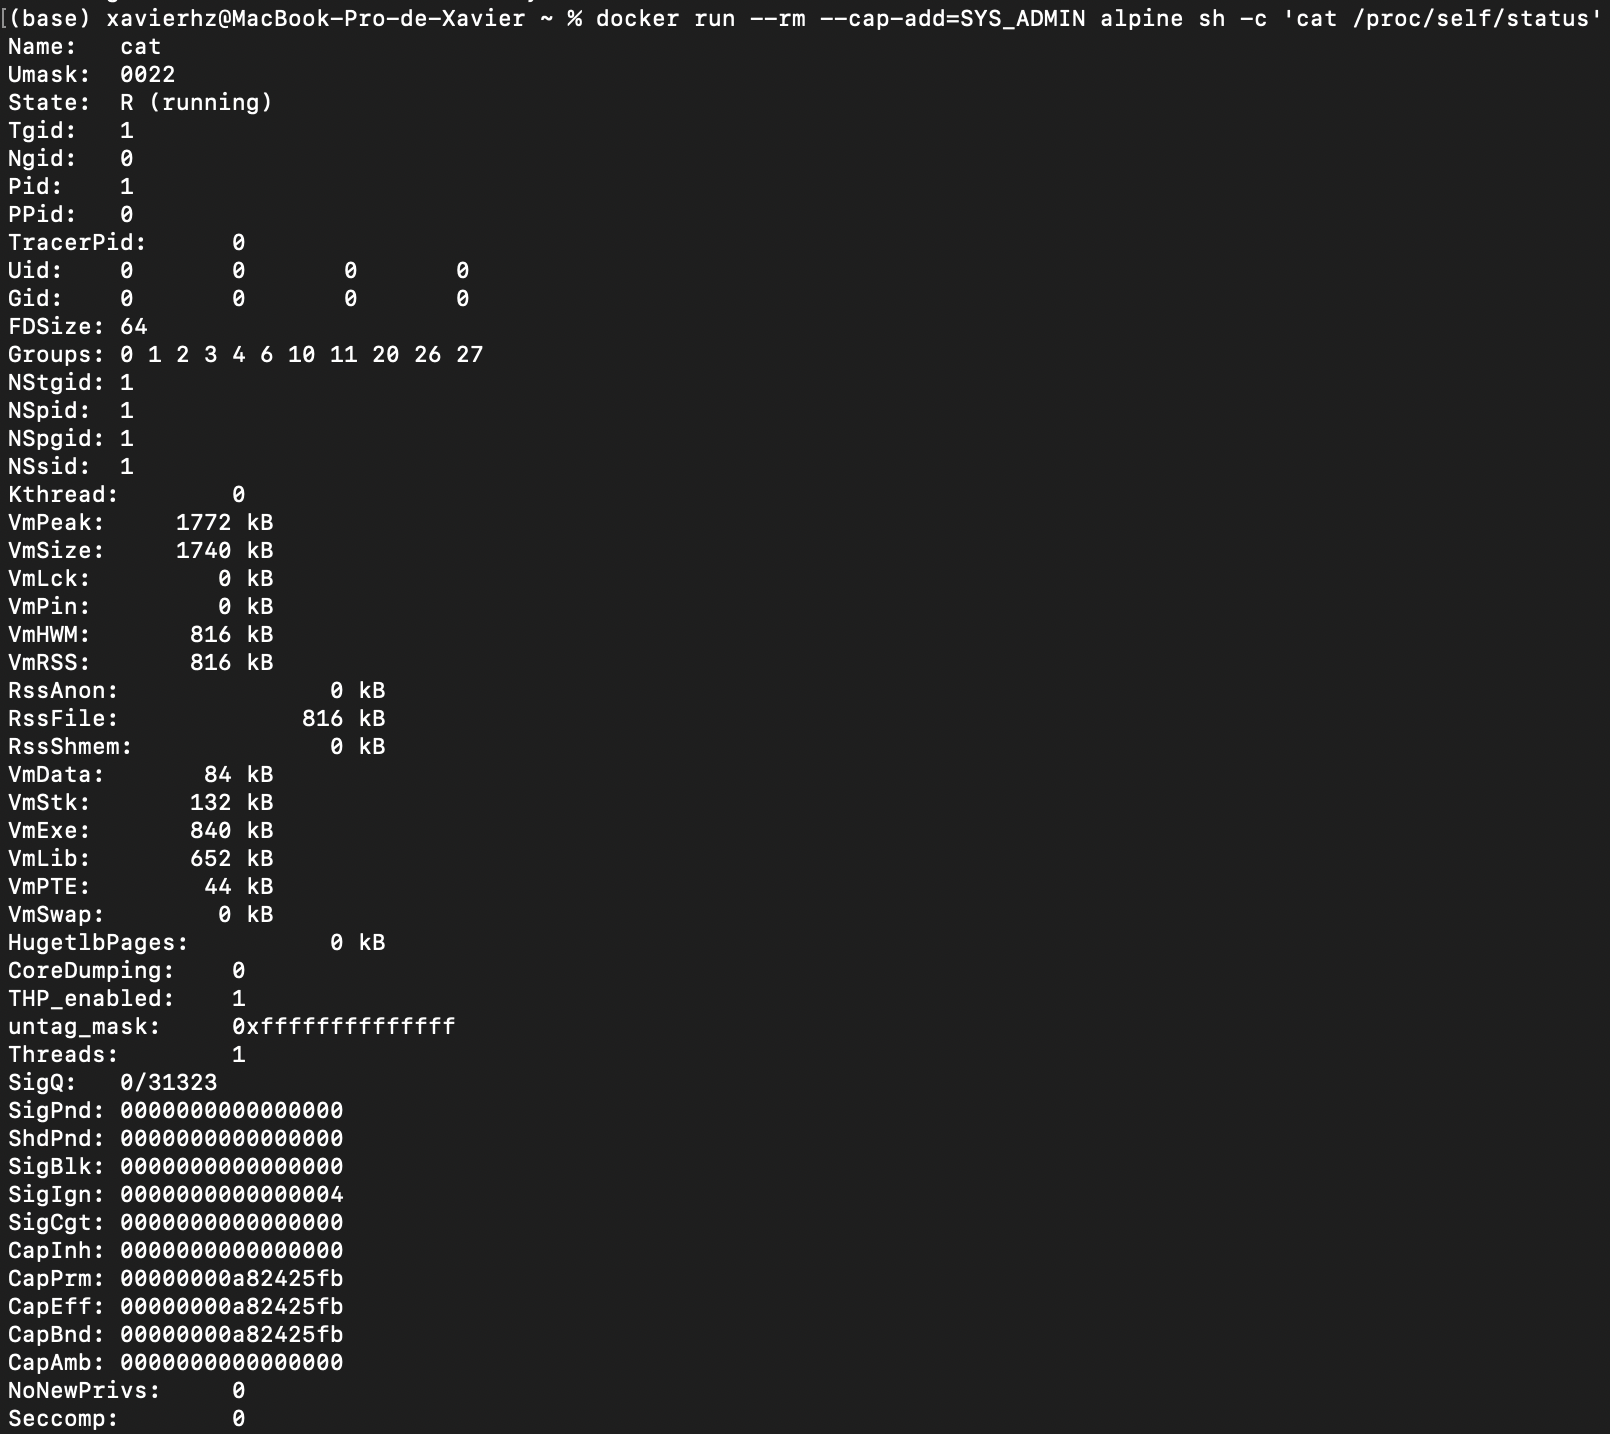 [(base) xavierhz@MacBook-Pro-de-Xavier ~ % docker run --rm --cap-add=SYS_ADMIN alpine sh -c 'cat /proc/self/status'
Name:	cat
Umask:	0022
State:	R (running)
Tgid:	1
Ngid:	0
Pid:	1
PPid:	0
TracerPid:	0
Uid:	0	0	0	0
Gid:	0	0	0	0
FDSize:	64
Groups:	0 1 2 3 4 6 10 11 20 26 27
NStgid:	1
NSpid:	1
NSpgid:	1
NSsid:	1
Kthread:	0
VmPeak:	    1772 kB
VmSize:	    1740 kB
VmLck:	       0 kB
VmPin:	       0 kB
VmHWM:	     816 kB
VmRSS:	     816 kB
RssAnon:	       0 kB
RssFile:	     816 kB
RssShmem:	       0 kB
VmData:	      84 kB
VmStk:	     132 kB
VmExe:	     840 kB
VmLib:	     652 kB
VmPTE:	      44 kB
VmSwap:	       0 kB
HugetlbPages:	       0 kB
CoreDumping:	0
THP_enabled:	1
untag_mask:	0xffffffffffffff
Threads:	1
SigQ:	0/31323
SigPnd:	0000000000000000
ShdPnd:	0000000000000000
SigBlk:	0000000000000000
SigIgn:	0000000000000004
SigCgt:	0000000000000000
CapInh:	0000000000000000
CapPrm:	00000000a82425fb
CapEff:	00000000a82425fb
CapBnd:	00000000a82425fb
CapAmb:	0000000000000000
NoNewPrivs:	0
Seccomp:	0